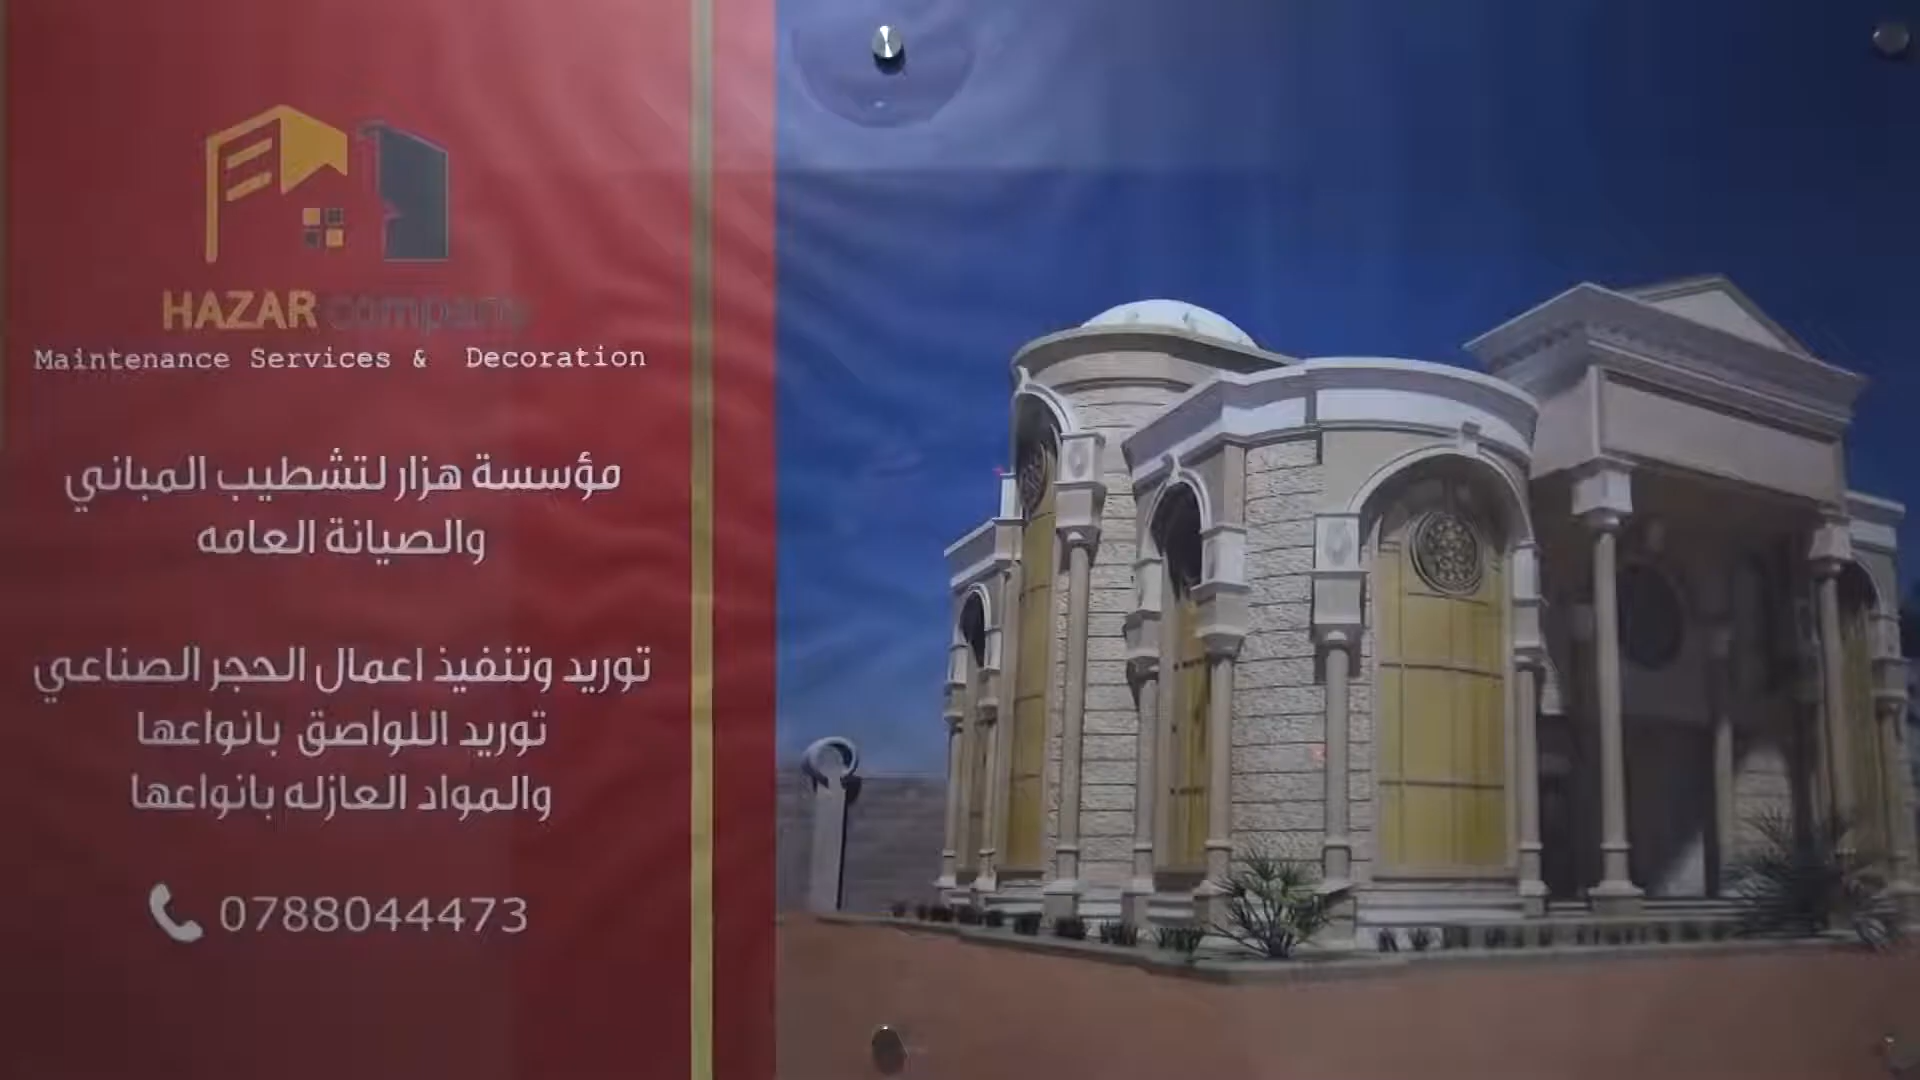 HAZAR company
Maintenance Services & Decoration
مؤسسة هزار لتشطيب المباني
والصيانة العامه
توريد وتنفيذ اعمال الحجر الصناعي
توريد اللواصق بانواعها
والمواد العازله بانواعها
0788044473